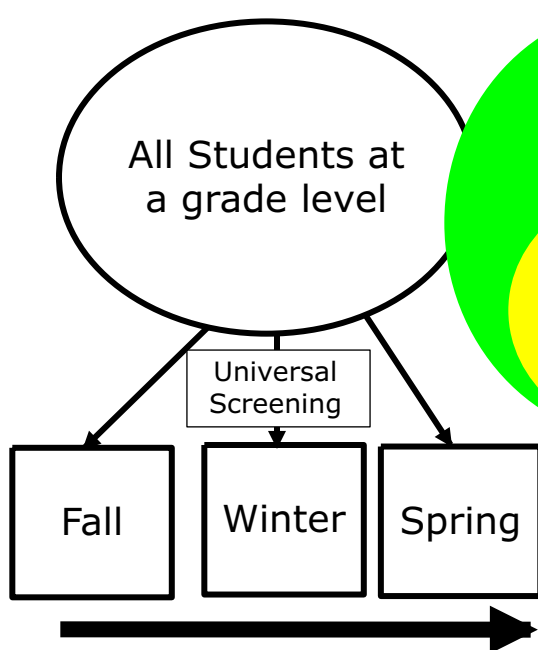 All Students at
a grade level
Universal
Screening
Fall
Winter
Spring